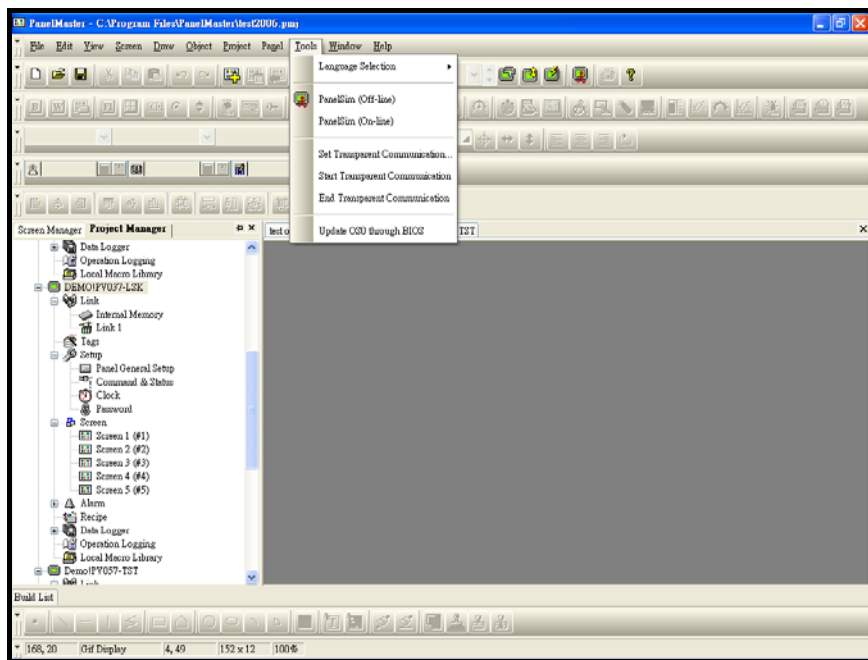 PanelMaster - C:\Program Files\PanelMaster\test2006.pmj
File Edit View Screen Draw Object Project Panel Tools Window Help
Language Selection
PanelSim (Off-line)
PanelSim (On-line)
Set Transparent Communication...
Start Transparent Communication
End Transparent Communication
Update OS0 through BIOS
Screen Manager Project Manager
test o
TST
Data Logger
Operation Logging
Local Macro Library
DEMO!PV037-LSK
Link
Internal Memory
Link 1
Tags
Setup
Panel General Setup
Command & Status
Clock
Password
Screen
Screen 1 (#1)
Screen 2 (#2)
Screen 3 (#3)
Screen 4 (#4)
Screen 5 (#5)
Alarm
Recipe
Data Logger
Operation Logging
Local Macro Library
Demo!PV057-TST
Link
Build List
168, 20 Gif Display 4, 49 152 x 12 100%